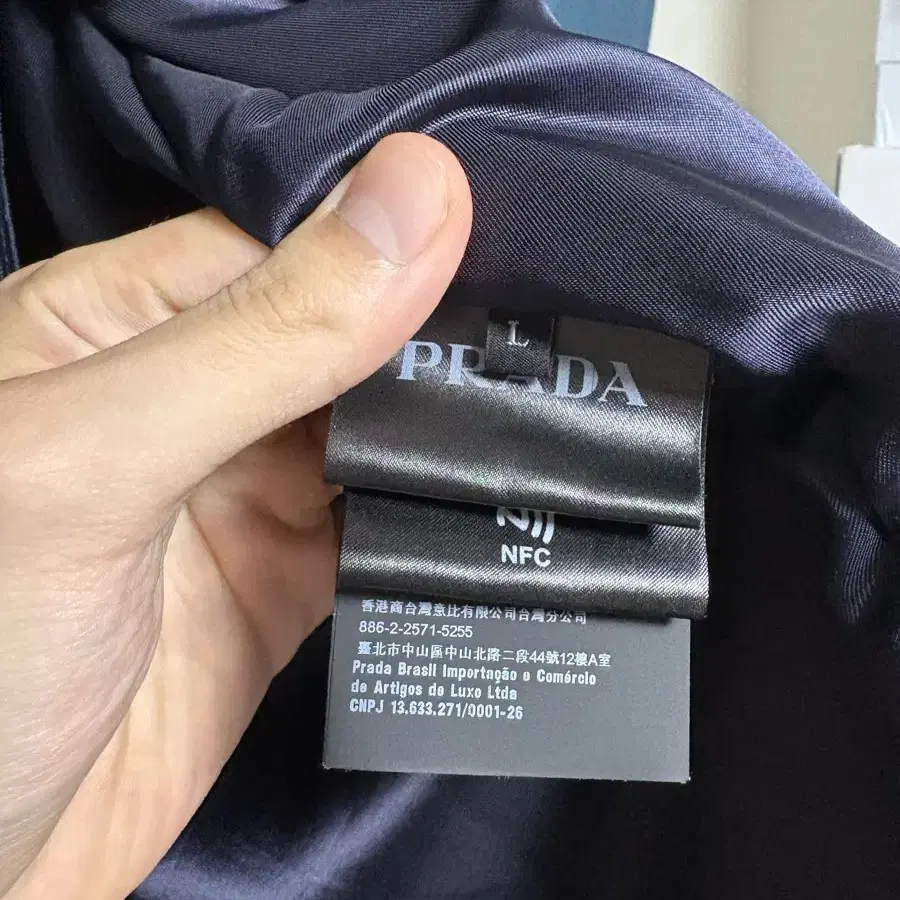 L
PRADA
NFC
香港商台灣意比有限公司台灣分公司
886-2-2571-5255
臺北市中山區中山北路二段44號12樓A室
Prada Brasil Importação e Comércio
de Artigos de Luxo Ltda
CNPJ 13.633.271/0001-26